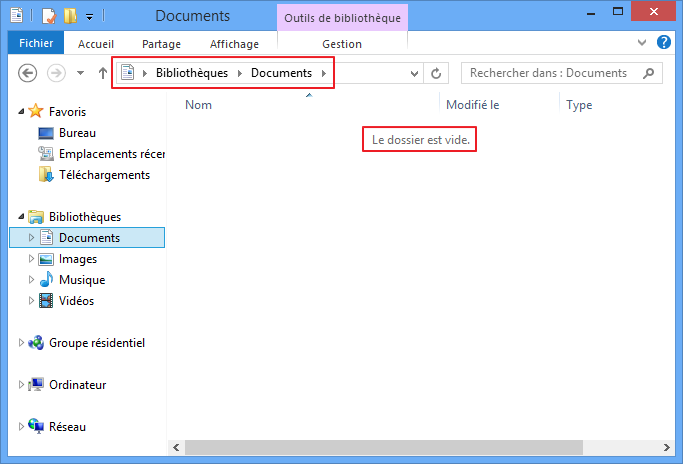 Documents
Outils de bibliothèque
Fichier Accueil Partage Affichage Gestion
Bibliothèques Documents
Rechercher dans : Documents
Nom Modifié le Type
Le dossier est vide.
Favoris
Bureau
Emplacements récer
Téléchargements
Bibliothèques
Documents
Images
Musique
Vidéos
Groupe résidentiel
Ordinateur
Réseau